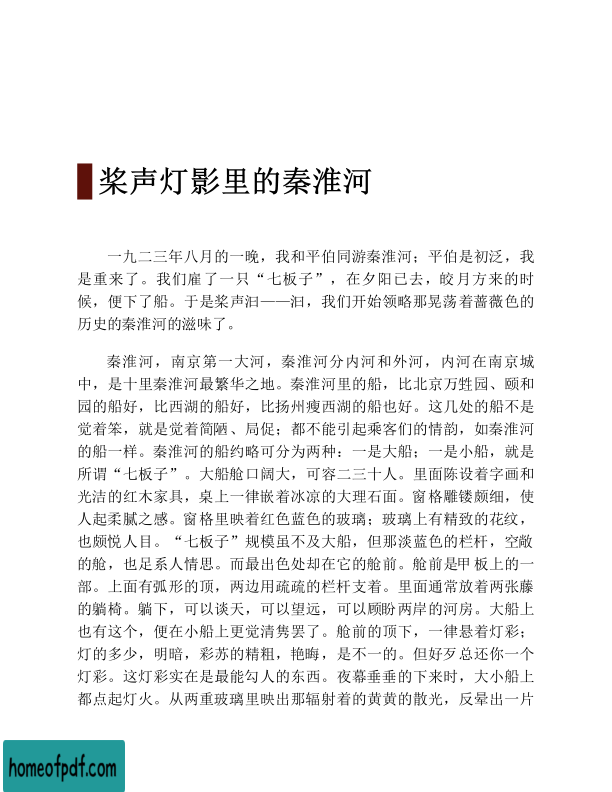 桨声灯影里的秦淮河
一九二三年八月的一晚，我和平伯同游秦淮河；平伯是初泛，我
是重来了。我们雇了一只“七板子”，在夕阳已去，皎月方来的时
候，便下了船。于是桨声汩——汩，我们开始领略那晃荡着蔷薇色的
历史的秦淮河的滋味了。
秦淮河，南京第一大河，秦淮河分内河和外河，内河在南京城
中，是十里秦淮河最繁华之地。秦淮河里的船，比北京万甡园、颐和
园的船好，比西湖的船好，比扬州瘦西湖的船也好。这几处的船不是
觉着笨，就是觉着简陋、局促；都不能引起乘客们的情韵，如秦淮河
的船一样。秦淮河的船约略可分为两种：一是大船；一是小船，就是
所谓“七板子”。大船舱口阔大，可容二三十人。里面陈设着字画和
光洁的红木家具，桌上一律嵌着冰凉的大理石面。窗格雕镂颇细，使
人起柔腻之感。窗格里映着红色蓝色的玻璃；玻璃上有精致的花纹，
也颇悦人目。“七板子”规模虽不及大船，但那淡蓝色的栏杆，空敞
的舱，也足系人情思。而最出色处却在它的舱前。舱前是甲板上的一
部。上面有弧形的顶，两边用疏疏的栏杆支着。里面通常放着两张藤
的躺椅。躺下，可以谈天，可以望远，可以顾盼两岸的河房。大船上
也有这个，便在小船上更觉清隽罢了。舱前的顶下，一律悬着灯彩；
灯的多少，明暗，彩苏的精粗，艳晦，是不一的。但好歹总还你一个
灯彩。这灯彩实在是最能勾人的东西。夜幕垂垂的下来时，大小船上
都点起灯火。从两重玻璃里映出那辐射着的黄黄的散光，反晕出一片
homeofpdf.com